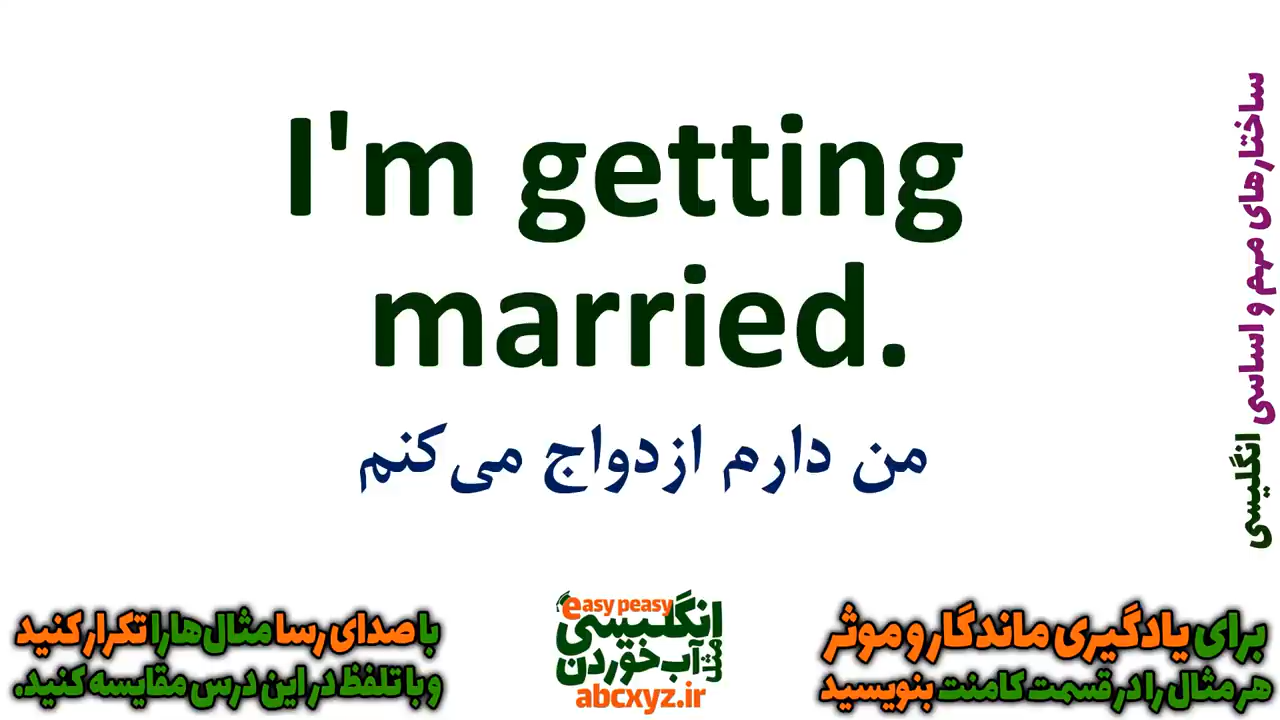 I'm getting
married.
من دارم ازدواج می‌کنم
ساختارهای مهم و اساسی انگلیسی
با صدای رسا مثال‌ها را تکرار کنید
و با تلفظ در این درس مقایسه کنید.
easy peasy
انگلیسی
مثل آب خوردن
abcxyz.ir
برای یادگیری ماندگار و موثر
هر مثال را در قسمت کامنت بنویسید